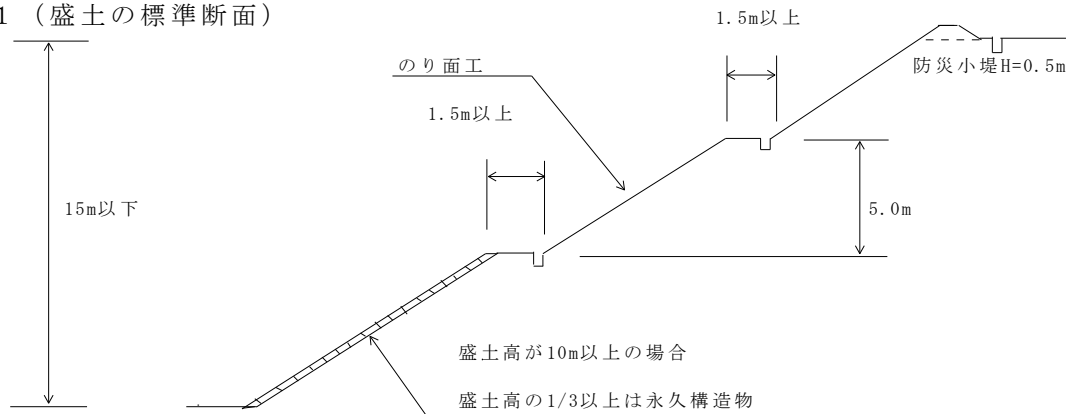 1 (盛土の標準断面)
1.5m以上
のり面工
防災小堤H=0.5m
1.5m以上
15m以下
5.0m
盛土高が10m以上の場合
盛土高の1/3以上は永久構造物